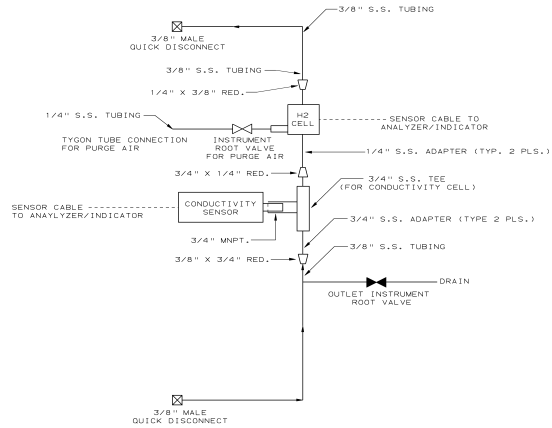 3/8" S.S. TUBING
3/8" MALE
QUICK DISCONNECT
3/8" S.S. TUBING
1/4" X 3/8" RED.
1/4" S.S. TUBING
H2
CELL
SENSOR CABLE TO
ANALYZER/INDICATOR
TYGON TUBE CONNECTION
FOR PURGE AIR
INSTRUMENT
ROOT VALVE
FOR PURGE AIR
1/4" S.S. ADAPTER (TYP. 2 PLS.)
3/4" X 1/4" RED.
3/4" S.S. TEE
(FOR CONDUCTIVITY CELL)
CONDUCTIVITY
SENSOR
SENSOR CABLE
TO ANAYLYZER/INDICATOR
3/4" S.S. ADAPTER (TYPE 2 PLS.)
3/4" MNPT.
3/8" S.S. TUBING
3/8" X 3/4" RED.
DRAIN
OUTLET INSTRUMENT
ROOT VALVE
3/8" MALE
QUICK DISCONNECT